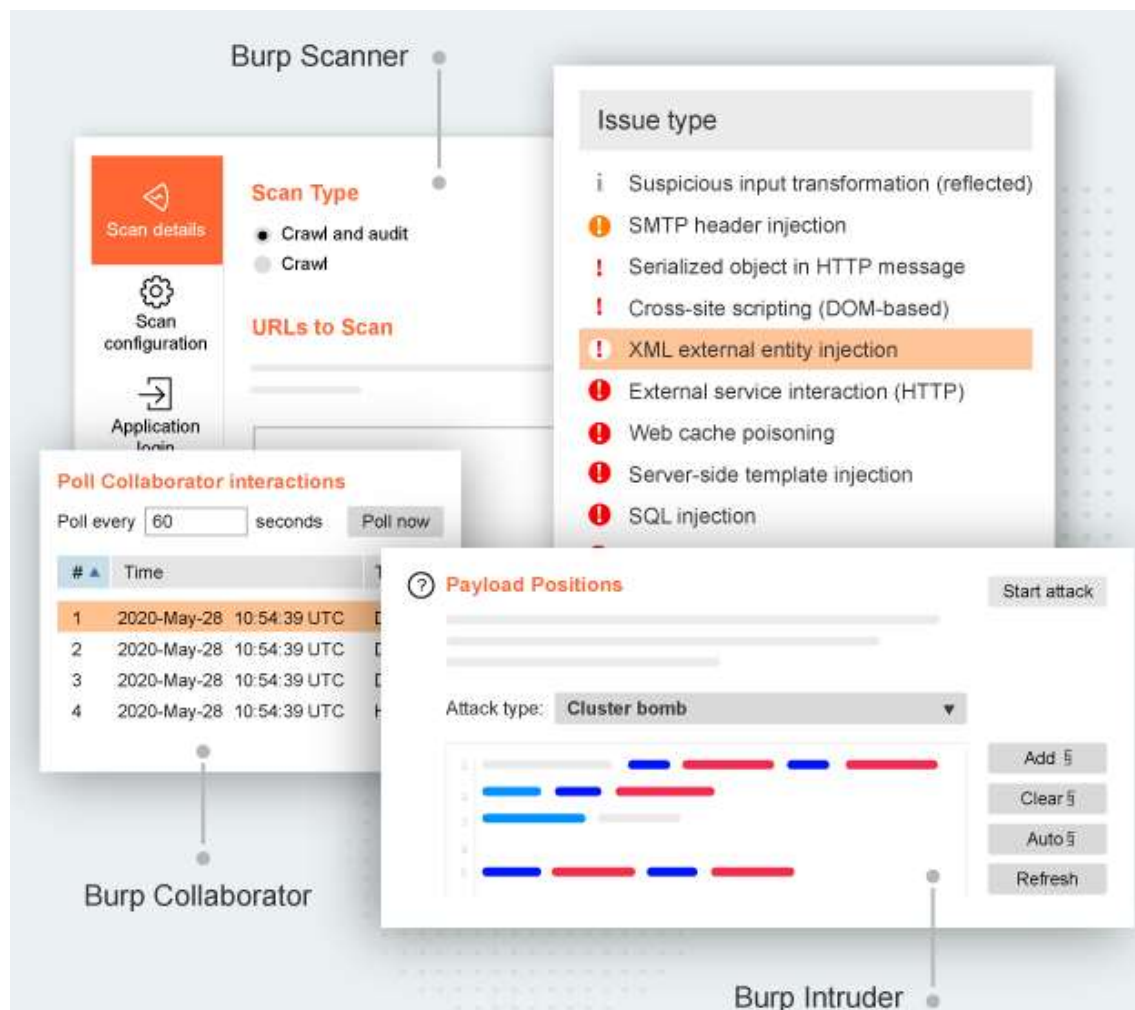 Burp Scanner
Scan details
Scan Type
Crawl and audit
Crawl
Scan
configuration
URLs to Scan
Application
login
Issue type
i Suspicious input transformation (reflected)
! SMTP header injection
! Serialized object in HTTP message
! Cross-site scripting (DOM-based)
! XML external entity injection
! External service interaction (HTTP)
! Web cache poisoning
! Server-side template injection
! SQL injection
Poll Collaborator interactions
Poll every 60 seconds Poll now
# Time
1 2020-May-28 10:54:39 UTC
2 2020-May-28 10:54:39 UTC
3 2020-May-28 10:54:39 UTC
4 2020-May-28 10:54:39 UTC
Burp Collaborator
? Payload Positions
Start attack
Attack type: Cluster bomb
Add §
Clear §
Auto §
Refresh
Burp Intruder